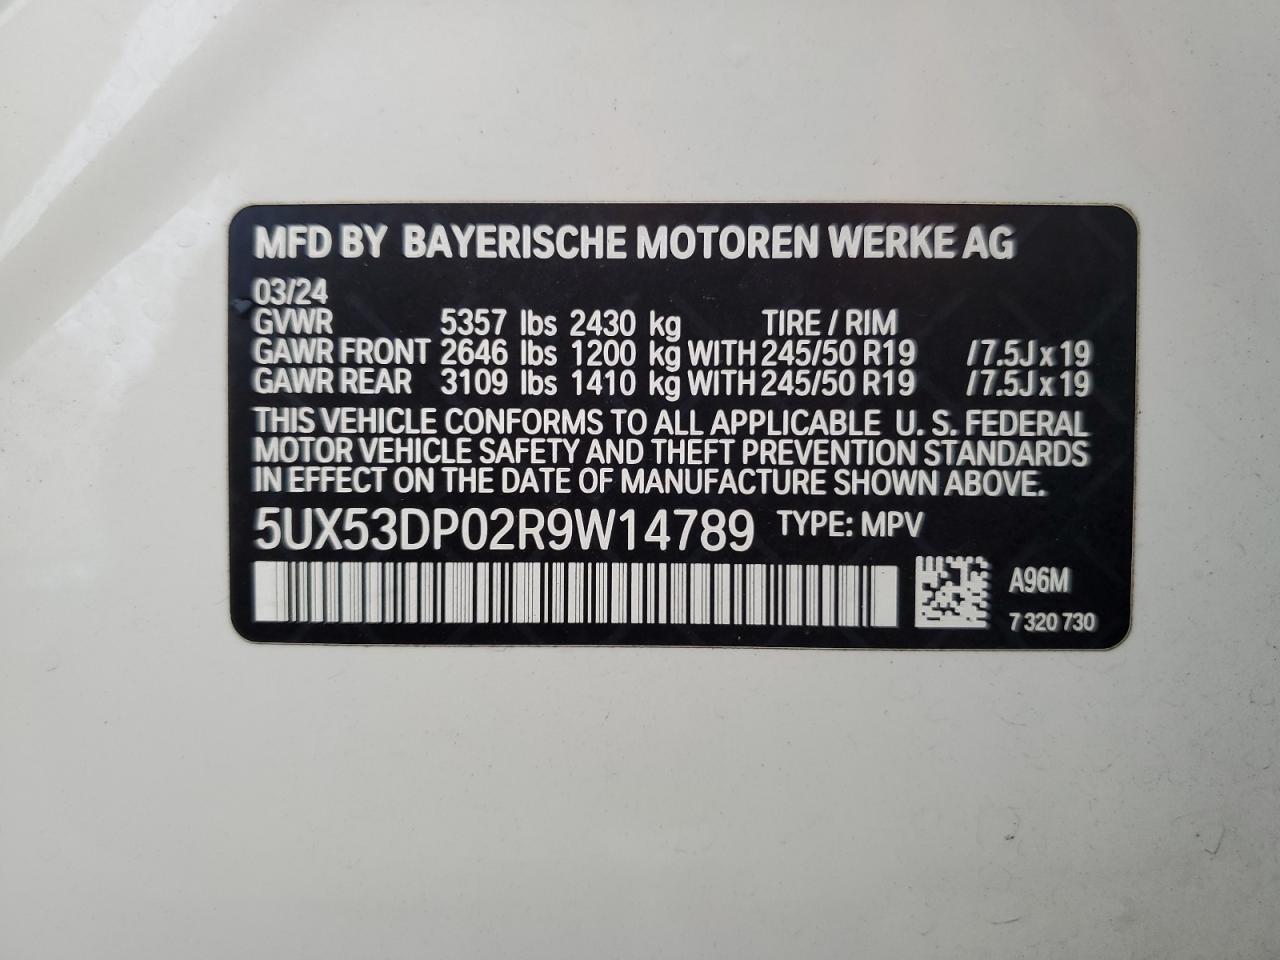 MFD BY BAYERISCHE MOTOREN WERKE AG
03/24
GVWR 5357 lbs 2430 kg TIRE / RIM
GAWR FRONT 2646 lbs 1200 kg WITH 245/50 R19 /7.5J x 19
GAWR REAR 3109 lbs 1410 kg WITH 245/50 R19 /7.5J x 19
THIS VEHICLE CONFORMS TO ALL APPLICABLE U. S. FEDERAL
MOTOR VEHICLE SAFETY AND THEFT PREVENTION STANDARDS
IN EFFECT ON THE DATE OF MANUFACTURE SHOWN ABOVE.
5UX53DP02R9W14789 TYPE: MPV
A96M
7 320 730